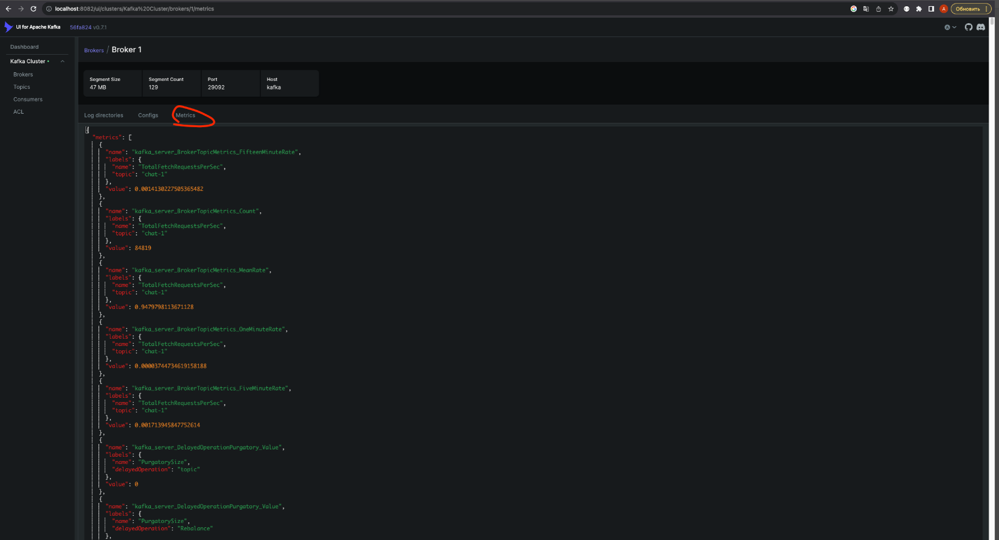 localhost:8082/ui/clusters/Kafka%20Cluster/brokers/1/metrics
A
Обновить
UI for Apache Kafka
56fa824 v0.7.1
Dashboard
Kafka Cluster
Brokers
Topics
Consumers
ACL
Brokers / Broker 1
Segment Size
47 MB
Segment Count
129
Port
29092
Host
kafka
Log directories
Configs
Metrics
{
"metrics": [
{
"name": "kafka_server_BrokerTopicMetrics_FifteenMinuteRate",
"labels": {
"name": "TotalFetchRequestsPerSec",
"topic": "chat-1"
},
"value": 0.0014130227505365482
},
{
"name": "kafka_server_BrokerTopicMetrics_Count",
"labels": {
"name": "TotalFetchRequestsPerSec",
"topic": "chat-1"
},
"value": 84819
},
{
"name": "kafka_server_BrokerTopicMetrics_MeanRate",
"labels": {
"name": "TotalFetchRequestsPerSec",
"topic": "chat-1"
},
"value": 0.9479798113671128
},
{
"name": "kafka_server_BrokerTopicMetrics_OneMinuteRate",
"labels": {
"name": "TotalFetchRequestsPerSec",
"topic": "chat-1"
},
"value": 0.00003744734619158188
},
{
"name": "kafka_server_BrokerTopicMetrics_FiveMinuteRate",
"labels": {
"name": "TotalFetchRequestsPerSec",
"topic": "chat-1"
},
"value": 0.001713945847752614
},
{
"name": "kafka_server_DelayedOperationPurgatory_Value",
"labels": {
"name": "PurgatorySize",
"delayedOperation": "topic"
},
"value": 0
},
{
"name": "kafka_server_DelayedOperationPurgatory_Value",
"labels": {
"name": "PurgatorySize",
"delayedOperation": "Rebalance"
},